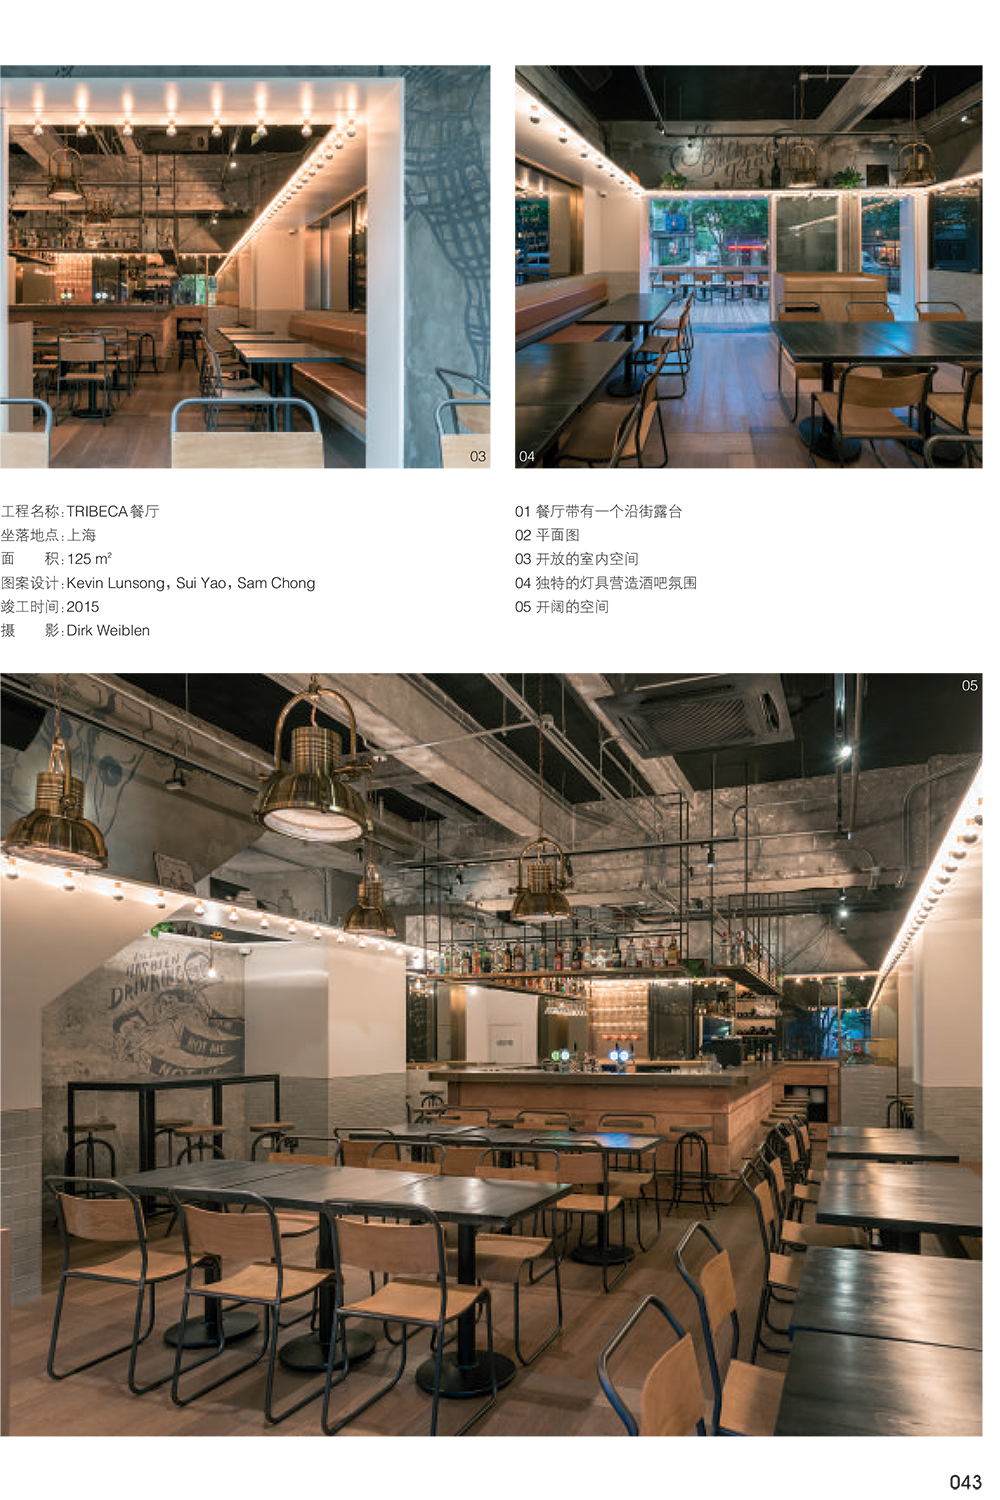 03
04
工程名称:TRIBECA餐厅
坐落地点:上海
面　　积:125 m²
图案设计:Kevin Lunsong, Sui Yao, Sam Chong
竣工时间:2015
摄　　影:Dirk Weiblen
01 餐厅带有一个沿街露台
02 平面图
03 开放的室内空间
04 独特的灯具营造酒吧氛围
05 开阔的空间
05
DRINKING
NOT ME
043